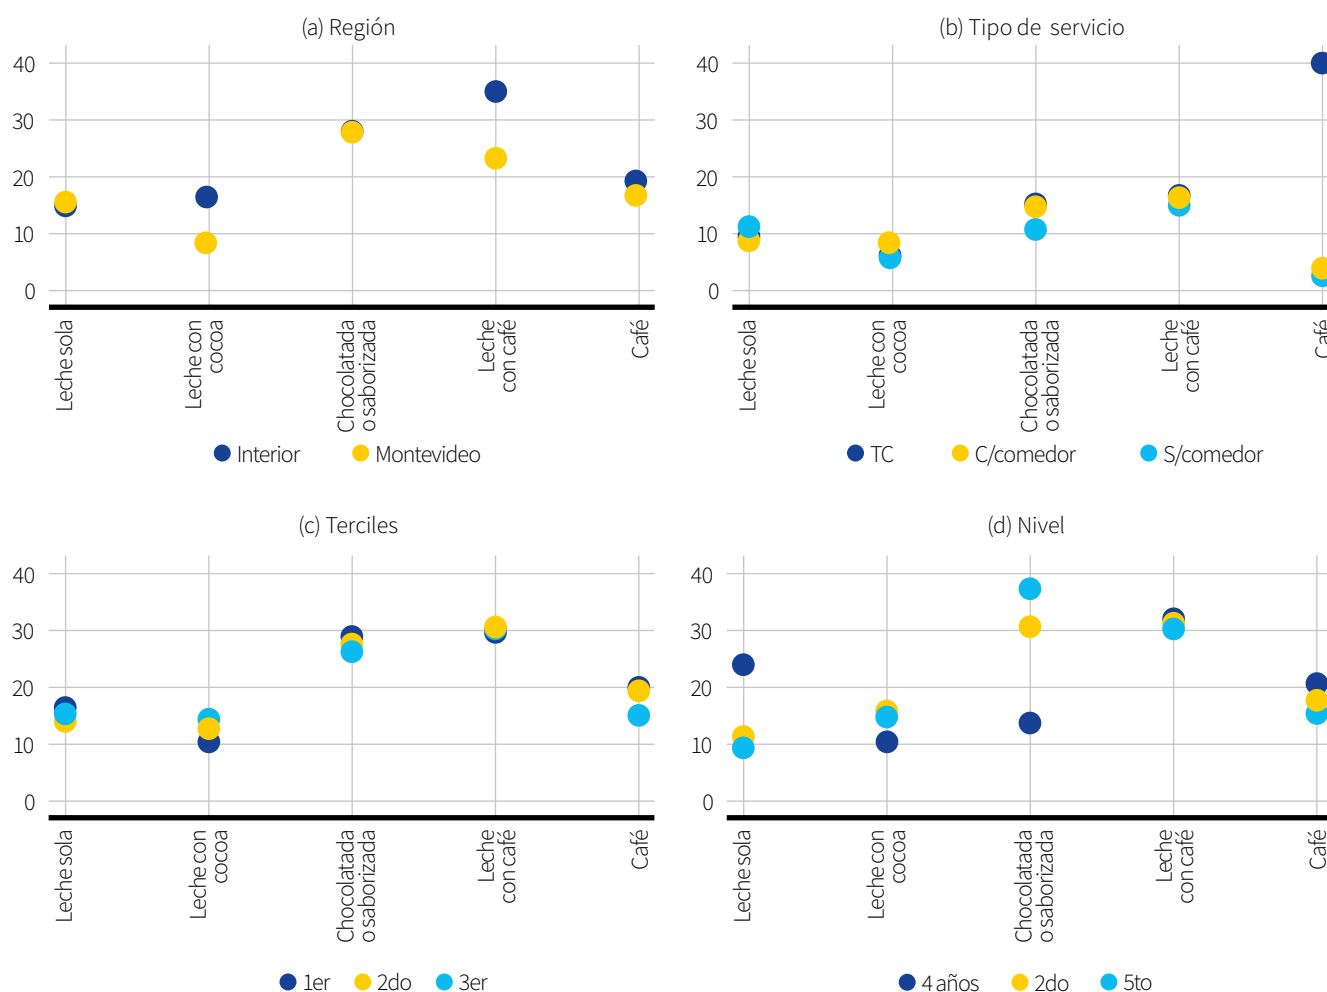 (a) Región
40
30
20
10
0
Leche sola
Leche con
cocoa
Chocolatada
o saborizada
Leche
con café
Café
Interior
Montevideo
(b) Tipo de servicio
40
30
20
10
0
Leche sola
Leche con
cocoa
Chocolatada
o saborizada
Leche
con café
Café
TC
C/comedor
S/comedor
(c) Terciles
40
30
20
10
0
Leche sola
Leche con
cocoa
Chocolatada
o saborizada
Leche
con café
Café
1er
2do
3er
(d) Nivel
40
30
20
10
0
Leche sola
Leche con
cocoa
Chocolatada
o saborizada
Leche
con café
Café
4 años
2do
5to